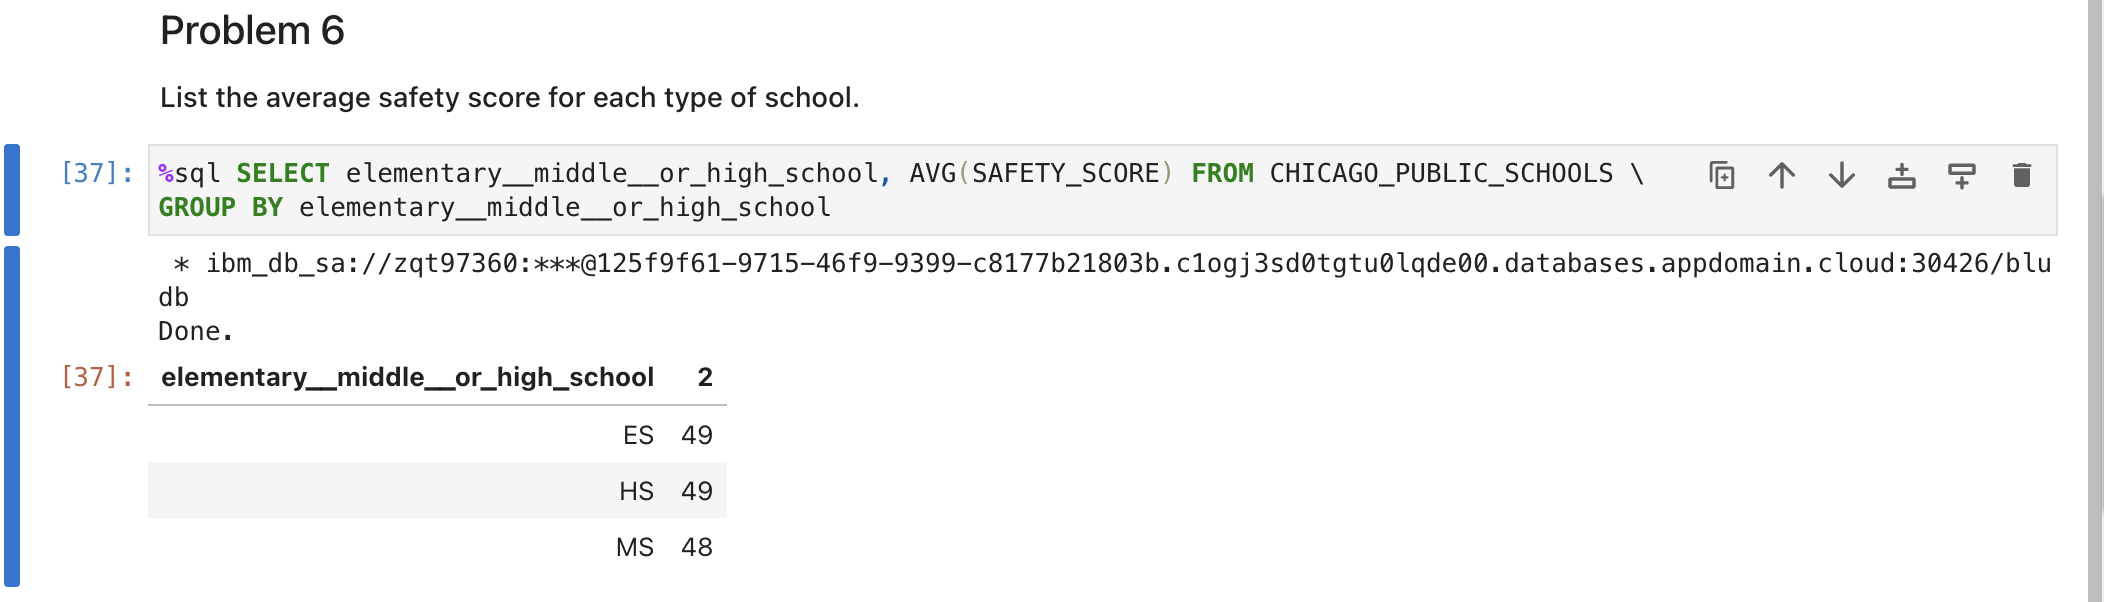 Problem 6
List the average safety score for each type of school.
[37]: %sql SELECT elementary__middle__or_high_school, AVG(SAFETY_SCORE) FROM CHICAGO_PUBLIC_SCHOOLS \
GROUP BY elementary__middle__or_high_school
* ibm_db_sa://zqt97360:***@125f9f61-9715-46f9-9399-c8177b21803b.c1ogj3sd0tgtu0lqde00.databases.appdomain.cloud:30426/blu
db
Done.
[37]: elementary__middle__or_high_school 2
ES 49
HS 49
MS 48